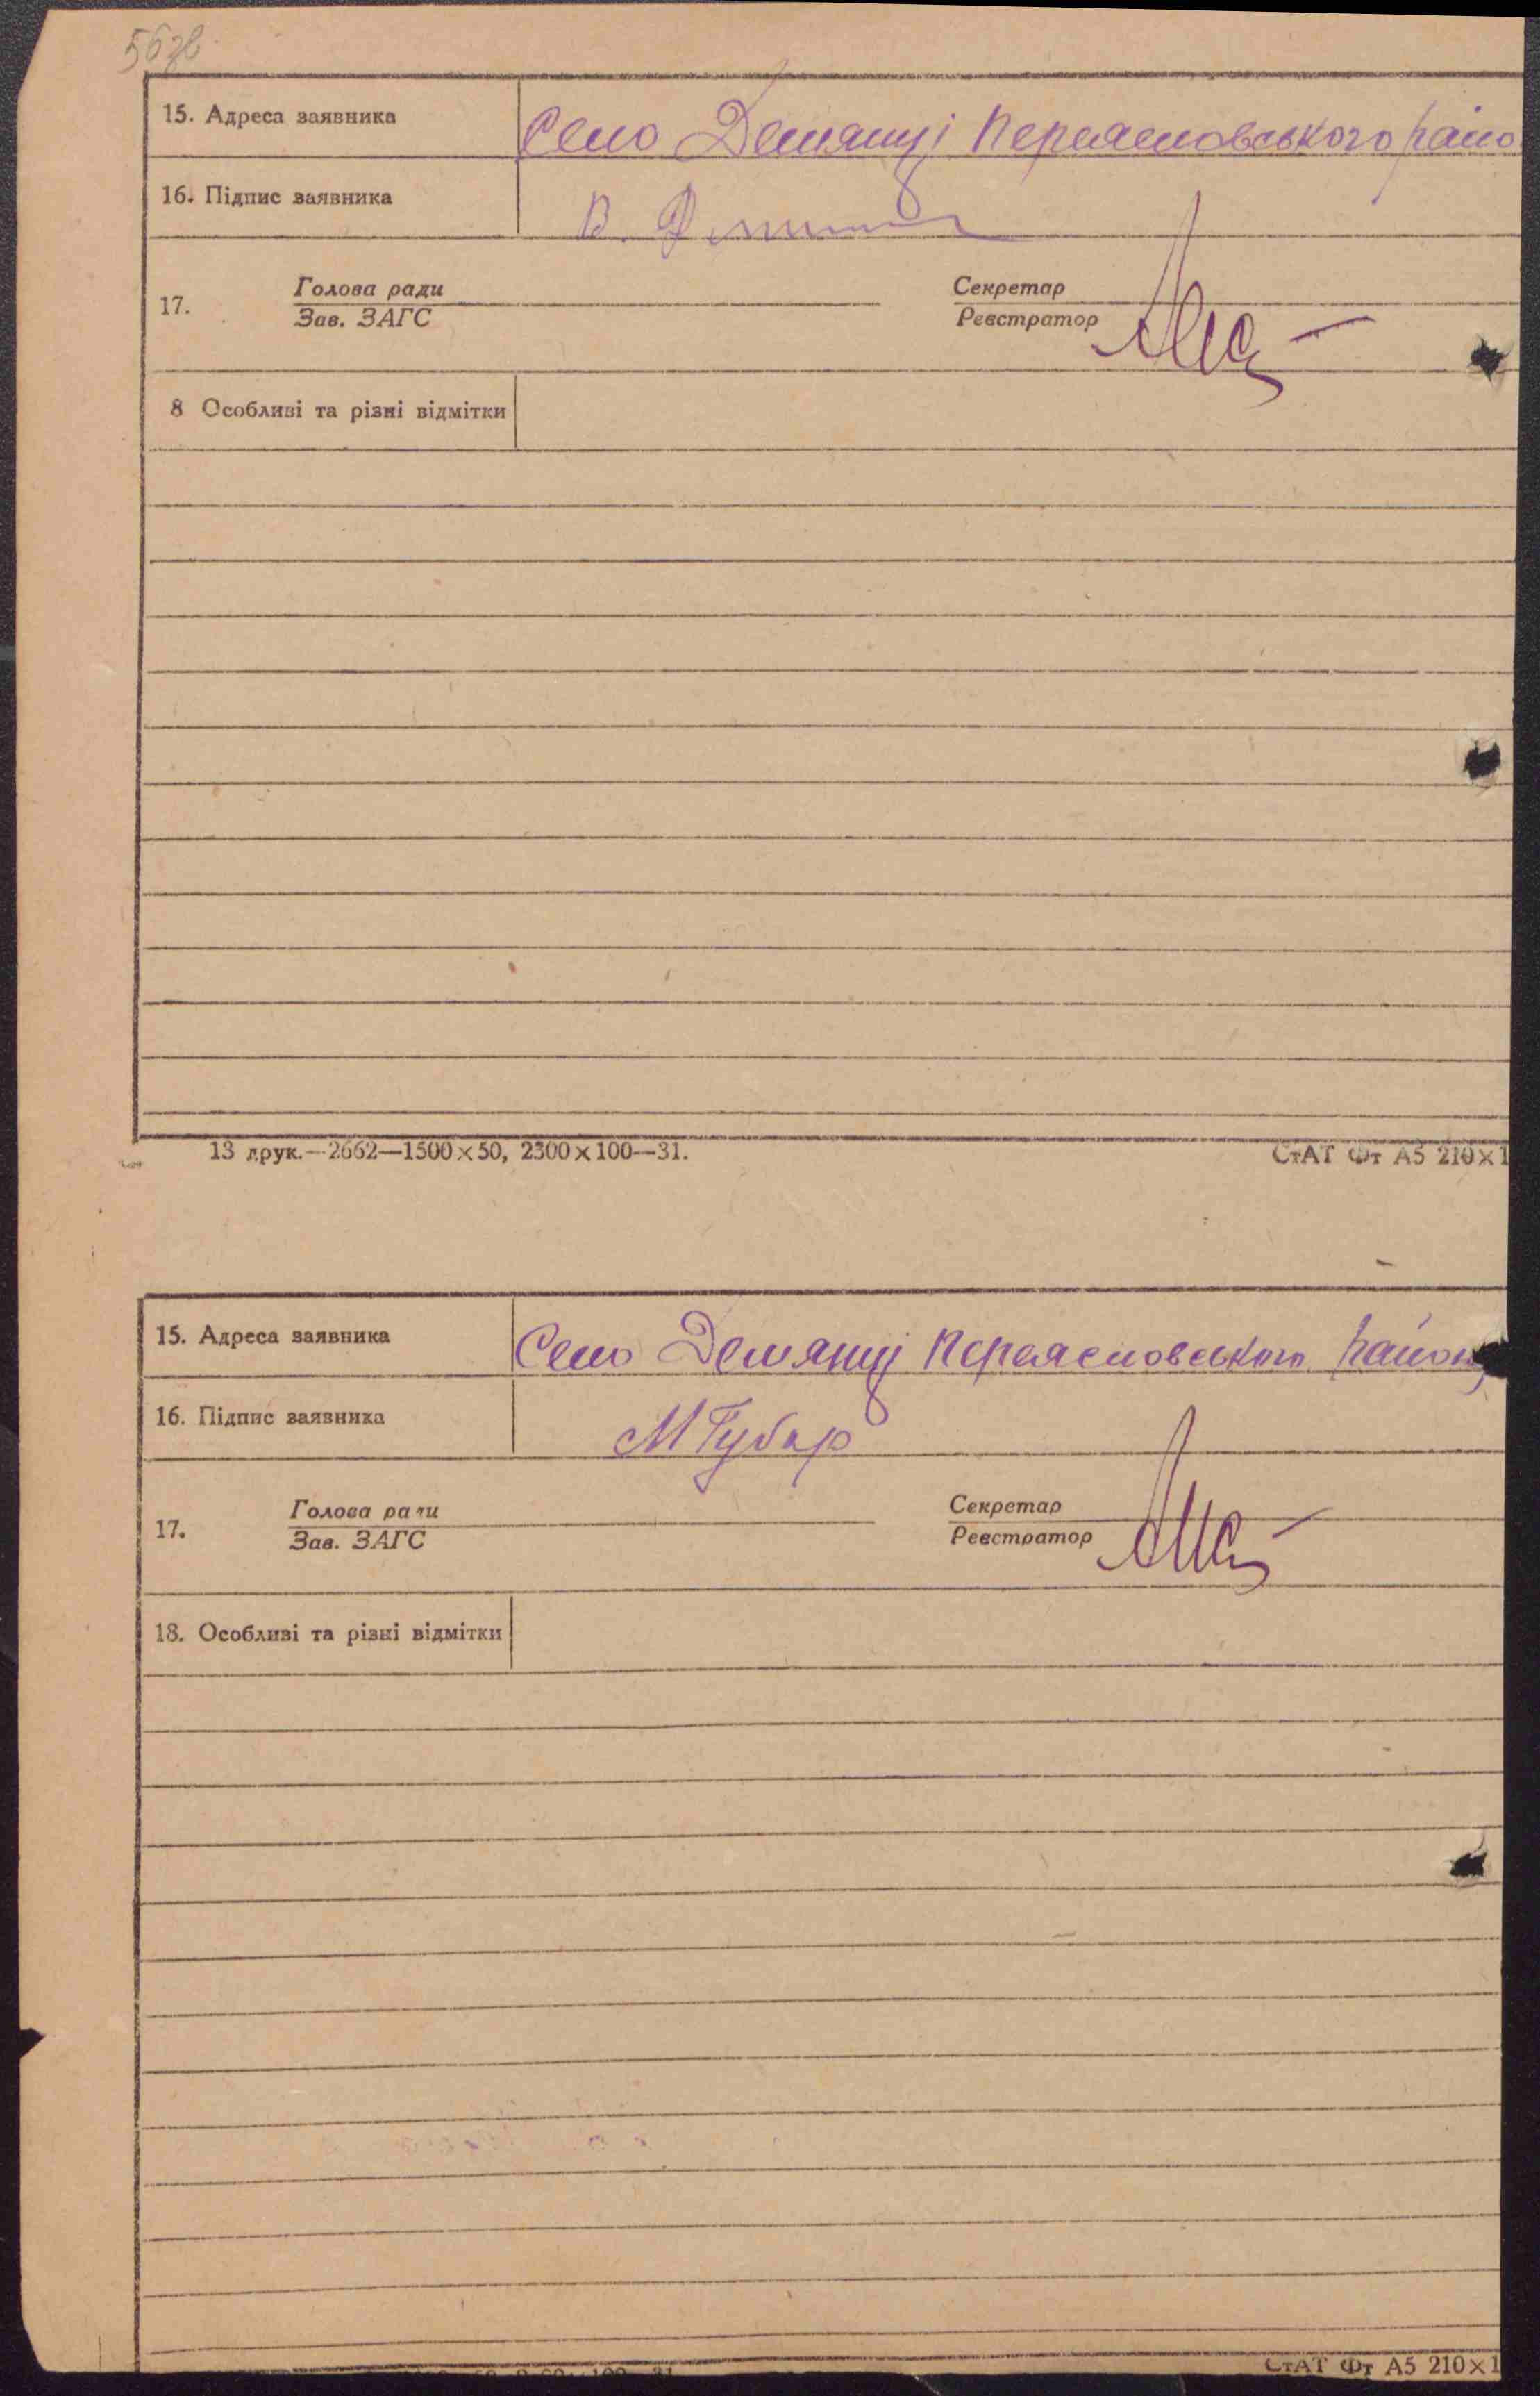 56зв.
15. Адреса заявника Село Демянці Переяславського райо
16. Підпис заявника В.
17. Голова ради Секретар
Зав. ЗАГС Реєстратор
8 Особливі та різні відмітки
13 друк.—2662—1500×50, 2300×100—31. СтАТ Фт А5 210×1
15. Адреса заявника Село Демянці Переясловського району
16. Підпис заявника М Губар
17. Голова ради Секретар
Зав. ЗАГС Реєстратор
18. Особливі та різні відмітки
СтАТ Фт А5 210×1